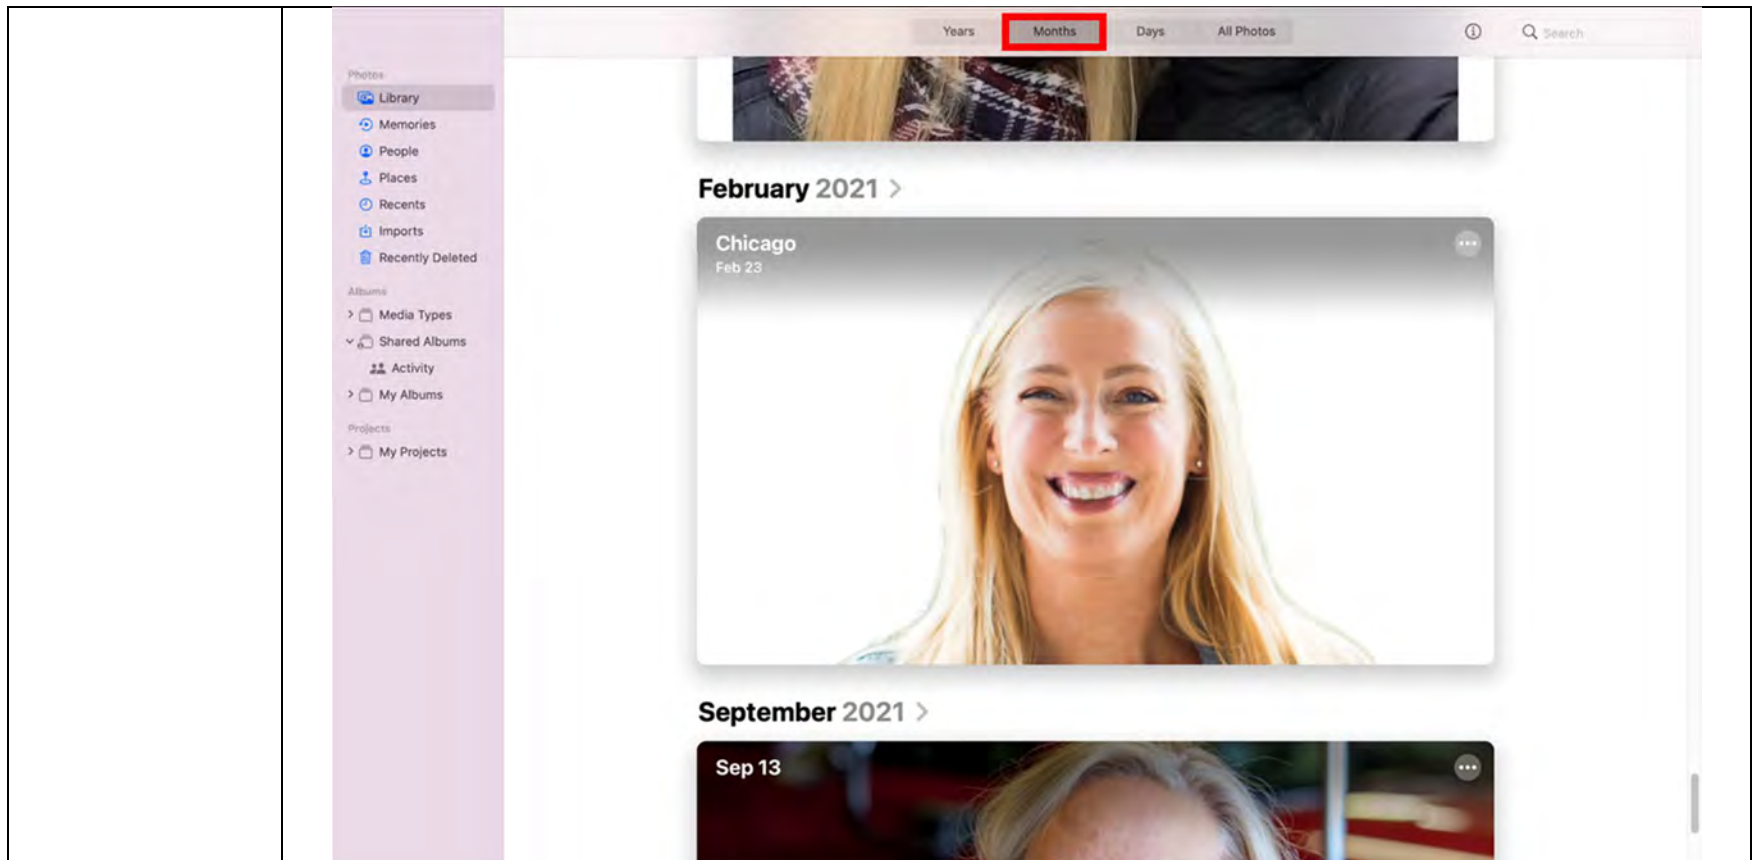 Years
Months
Days
All Photos
Search
Photos
Library
Memories
People
Places
Recents
Imports
Recently Deleted
Albums
Media Types
Shared Albums
Activity
My Albums
Projects
My Projects
February 2021
Chicago
Feb 23
September 2021
Sep 13